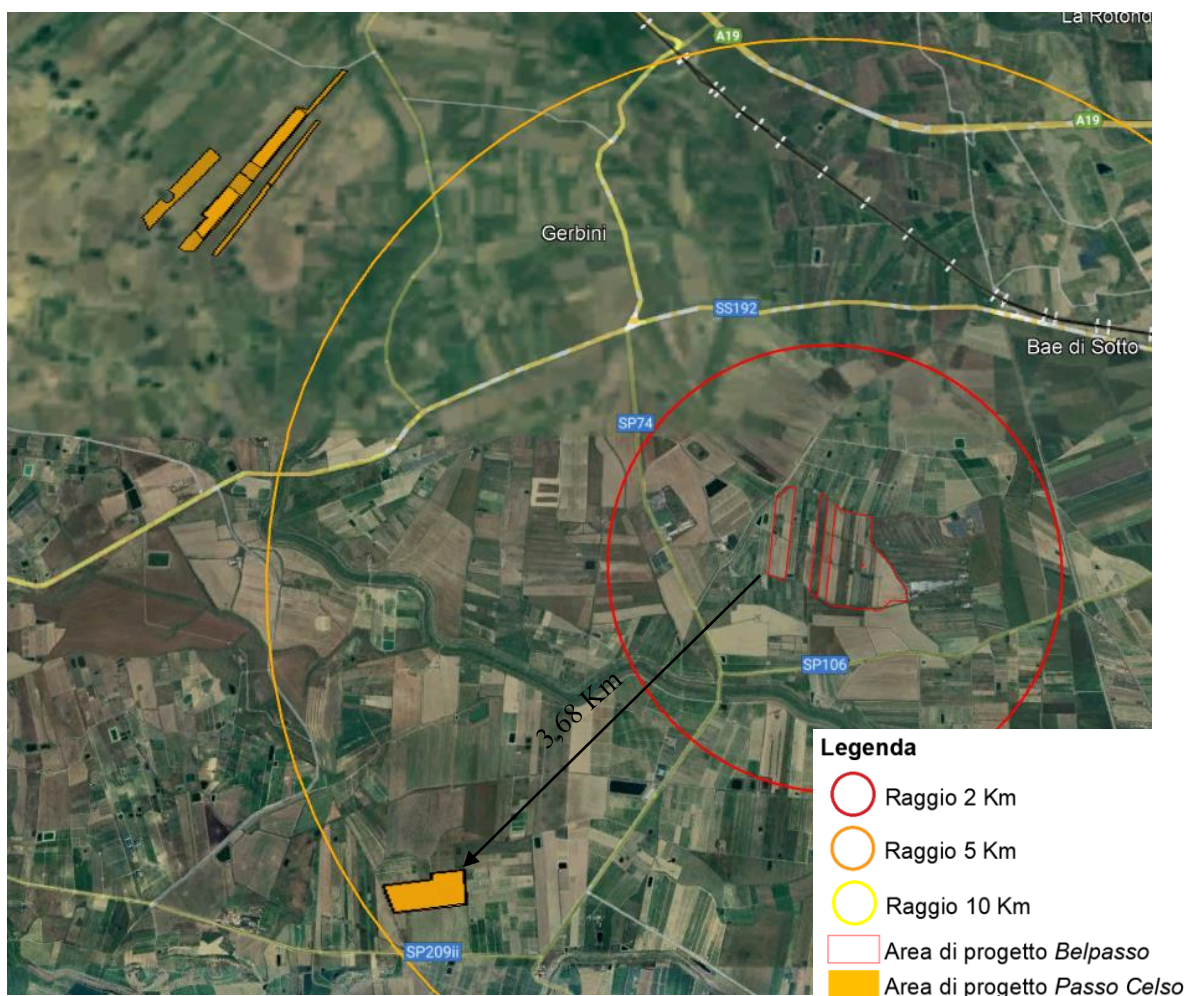 La Rotond
A19
A19
Gerbini
SS192
Bae di Sotto
SP74
SP106
3,68 Km
SP209ii
Legenda
Raggio 2 Km
Raggio 5 Km
Raggio 10 Km
Area di progetto Belpasso
Area di progetto Passo Celso